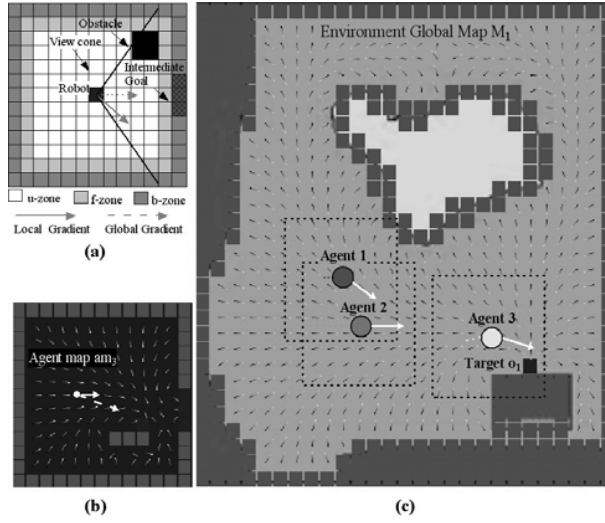 (a)
Obstacle
View cone
Intermediate
Goal
Robot
u-zone
f-zone
b-zone
Local Gradient
Global Gradient
(a)
Agent map am3
(b)
Environment Global Map M1
Agent 1
Agent 2
Agent 3
Target o1
(c)